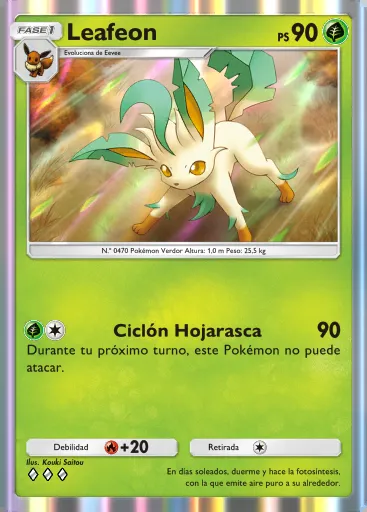 FASE 1
Leafeon
PS 90
Evoluciona de Eevee
N.º 0470 Pokémon Verdor Altura: 1,0 m Peso: 25,5 kg
Ciclón Hojarasca 90
Durante tu próximo turno, este Pokémon no puede
atacar.
Debilidad +20
Retirada
Ilus. Kouki Saitou
En días soleados, duerme y hace la fotosíntesis,
con la que emite aire puro a su alrededor.